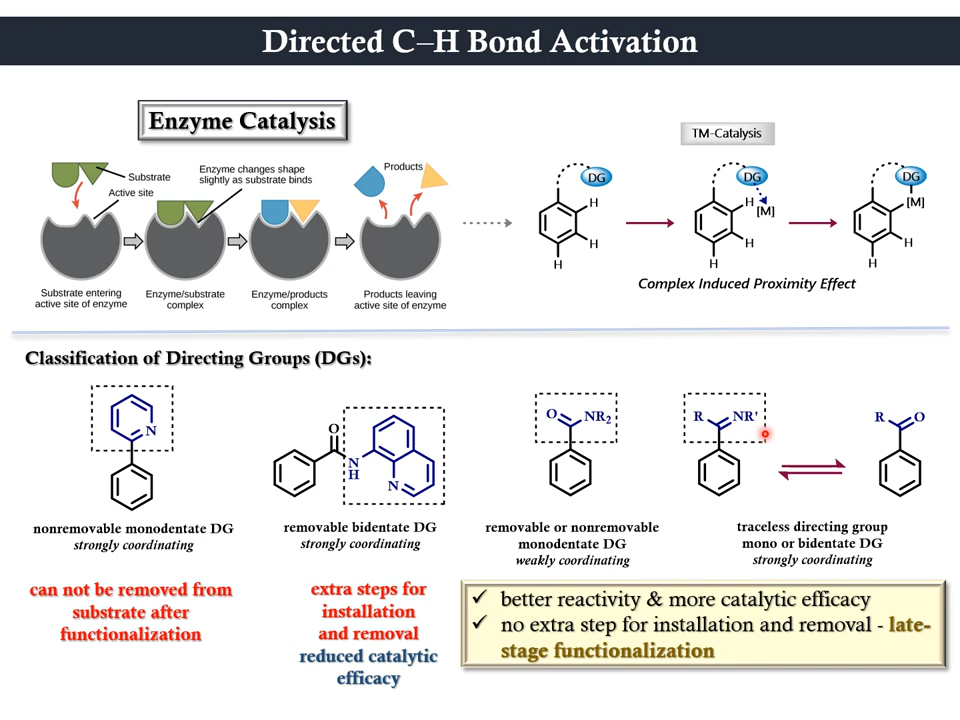 Directed C–H Bond Activation
Enzyme Catalysis
Substrate
Active site
Enzyme changes shape
slightly as substrate binds
Products
Substrate entering
active site of enzyme
Enzyme/substrate
complex
Enzyme/products
complex
Products leaving
active site of enzyme
TM-Catalysis
DG
H
H
H
DG
H
[M]
H
H
DG
[M]
H
H
Complex Induced Proximity Effect
Classification of Directing Groups (DGs):
N
nonremovable monodentate DG
strongly coordinating
can not be removed from
substrate after
functionalization
O
N
H
N
removable bidentate DG
strongly coordinating
extra steps for
installation
and removal
reduced catalytic
efficacy
O
NR2
removable or nonremovable
monodentate DG
weakly coordinating
R
NR'
R
O
traceless directing group
mono or bidentate DG
strongly coordinating
✓ better reactivity & more catalytic efficacy
✓ no extra step for installation and removal - late-
stage functionalization